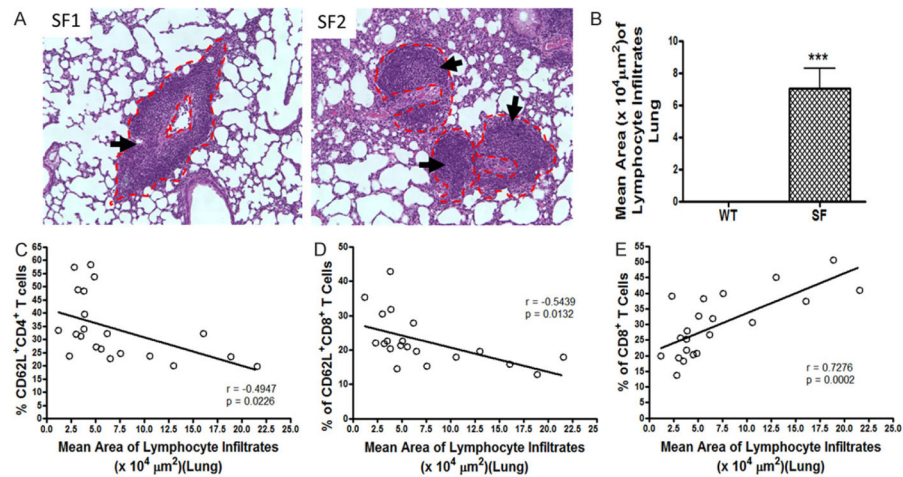 A
SF1
SF2
B
Mean Area (x 10⁴μm²)of
Lymphocyte Infiltrates
Lung
10
8
6
4
2
0
***
WT
SF
C
% CD62L⁺CD4⁺ T Cells
65
60
55
50
45
40
35
30
25
20
15
10
5
0
r = -0.4947
p = 0.0226
0.0 2.5 5.0 7.5 10.0 12.5 15.0 17.5 20.0 22.5 25.0
Mean Area of Lymphocyte Infiltrates
(x 10⁴ μm²)(Lung)
D
% of CD62L⁺CD8⁺ T Cells
50
40
30
20
10
0
r = -0.5439
p = 0.0132
0.0 2.5 5.0 7.5 10.0 12.5 15.0 17.5 20.0 22.5 25.0
Mean Area of Lymphocyte Infiltrates
(x 10⁴ μm²)(Lung)
E
% of CD8⁺ T Cells
55
50
45
40
35
30
25
20
15
10
5
0
r = 0.7276
p = 0.0002
0.0 2.5 5.0 7.5 10.0 12.5 15.0 17.5 20.0 22.5 25.0
Mean Area of Lymphocyte Infiltrates
(x 10⁴ μm²)(Lung)